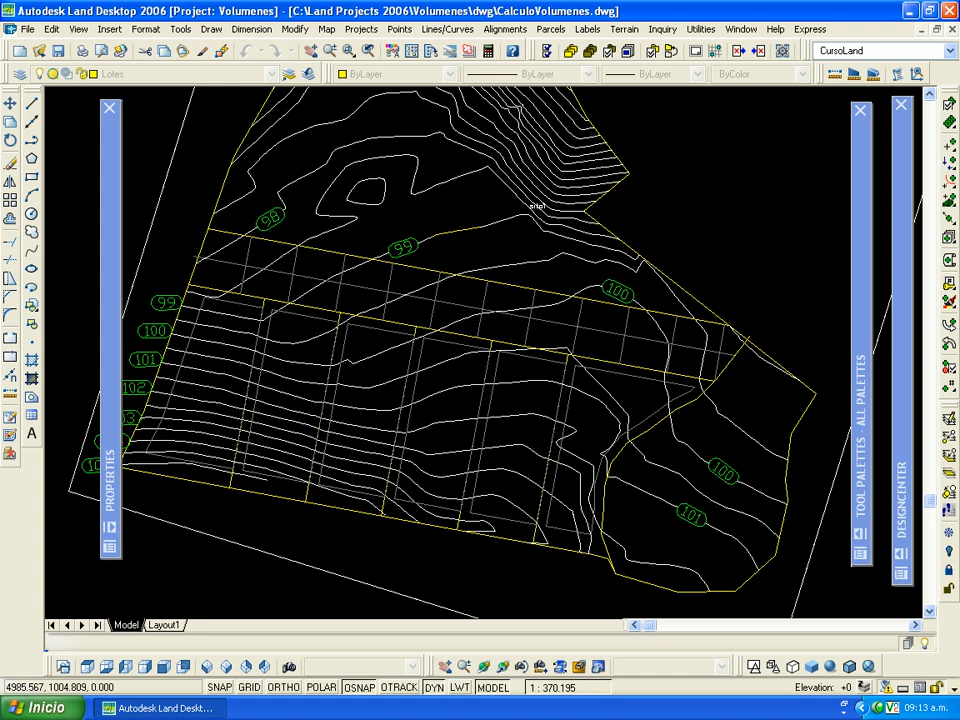 Autodesk Land Desktop 2006 [Project: Volumenes] - [C:\Land Projects 2006\Volumenes\dwg\CalculoVolumenes.dwg]
File Edit View Insert Format Tools Draw Dimension Modify Map Projects Points Lines/Curves Alignments Parcels Labels Terrain Inquiry Utilities Window Help Express
CursoLand
Lotes ByLayer ByLayer ByLayer ByColor
98
99
100
99
100
101
102
100
101
PROPERTIES
TOOL PALETTES - ALL PALETTES
DESIGNCENTER
Model Layout1
4985.567, 1004.809, 0.000 SNAP GRID ORTHO POLAR OSNAP OTRACK DYN LWT MODEL 1 : 370.195 Elevation: +0
Inicio Autodesk Land Deskt... 09:13 a.m.